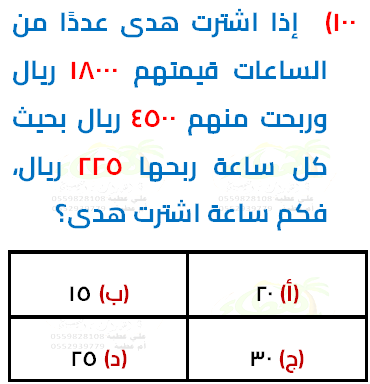 ١٠٠) إذا اشترت هدى عددًا من
الساعات قيمتهم ١٨٠٠٠ ريال
وربحت منهم ٤٥٠٠ ريال بحيث
كل ساعة ربحها ٢٢٥ ريال،
فكم ساعة اشترت هدى؟
(أ) ٢٠
(ب) ١٥
(ج) ٣٠
(د) ٢٥